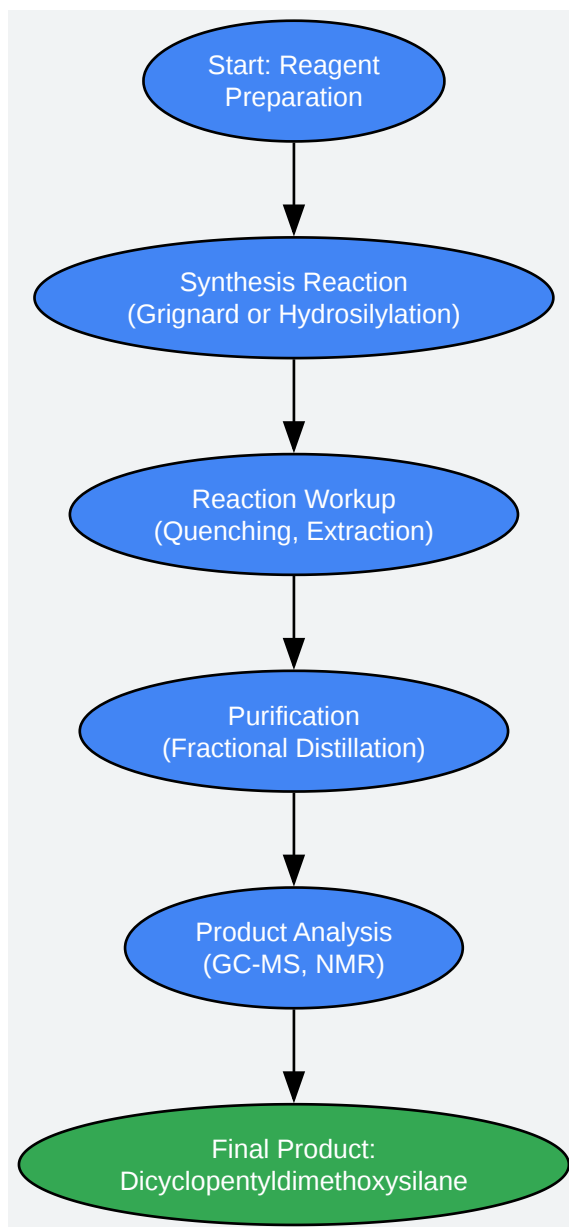 Start: Reagent
Preparation
Synthesis Reaction
(Grignard or Hydrosilylation)
Reaction Workup
(Quenching, Extraction)
Purification
(Fractional Distillation)
Product Analysis
(GC-MS, NMR)
Final Product:
Dicyclopentyldimethoxysilane